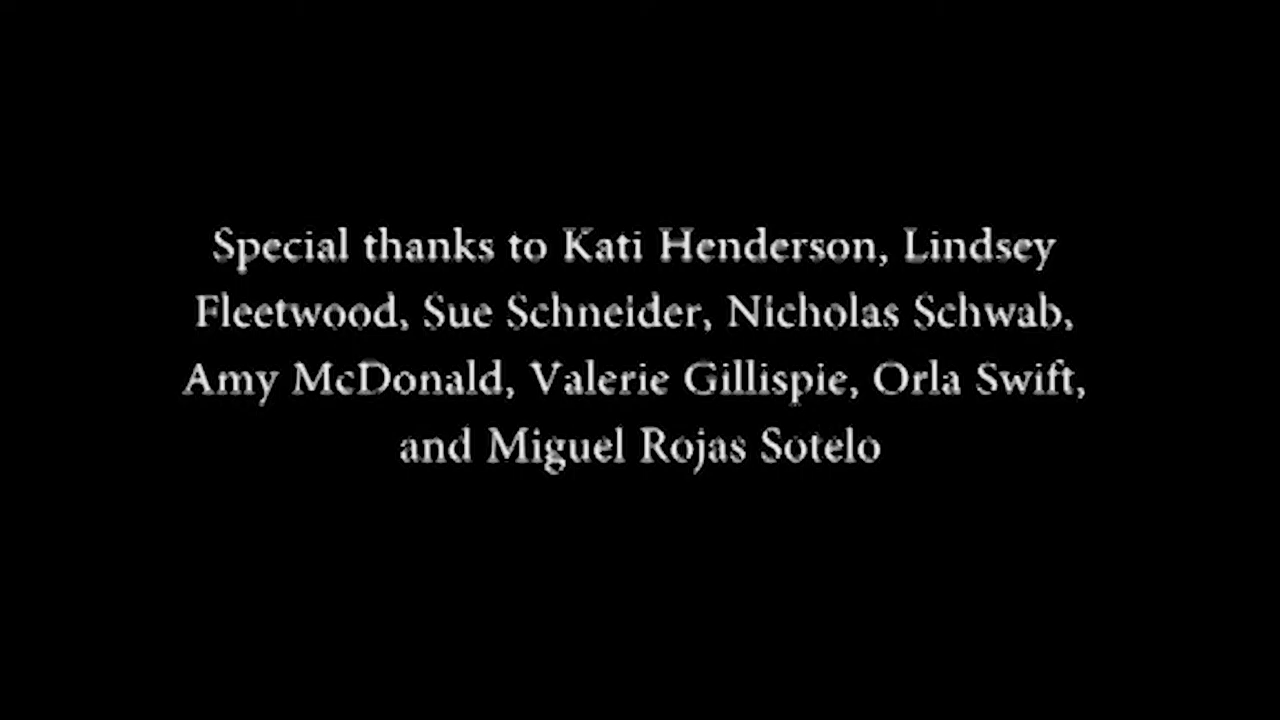 Special thanks to Kati Henderson, Lindsey
Fleetwood, Sue Schneider, Nicholas Schwab,
Amy McDonald, Valerie Gillispie, Orla Swift,
and Miguel Rojas Sotelo